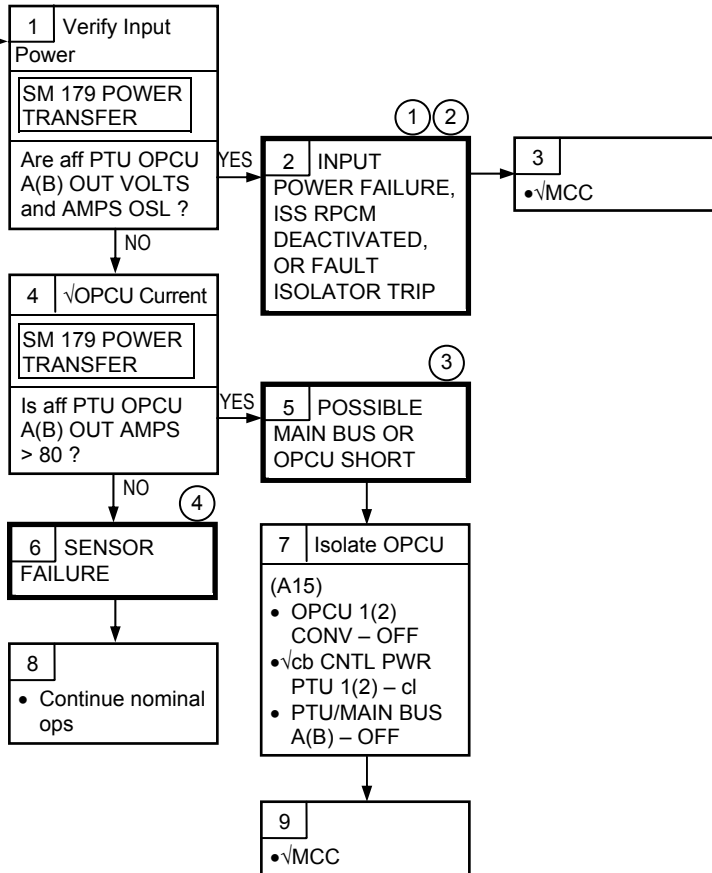 1 Verify Input
Power
SM 179 POWER
TRANSFER
Are aff PTU OPCU
A(B) OUT VOLTS
and AMPS OSL ?
YES
NO
1 2
2 INPUT
POWER FAILURE,
ISS RPCM
DEACTIVATED,
OR FAULT
ISOLATOR TRIP
3
•√MCC
4 √OPCU Current
SM 179 POWER
TRANSFER
Is aff PTU OPCU
A(B) OUT AMPS
> 80 ?
YES
NO
3
5 POSSIBLE
MAIN BUS OR
OPCU SHORT
4
6 SENSOR
FAILURE
7 Isolate OPCU
(A15)
• OPCU 1(2)
CONV – OFF
•√cb CNTL PWR
PTU 1(2) – cl
• PTU/MAIN BUS
A(B) – OFF
8
• Continue nominal
ops
9
•√MCC